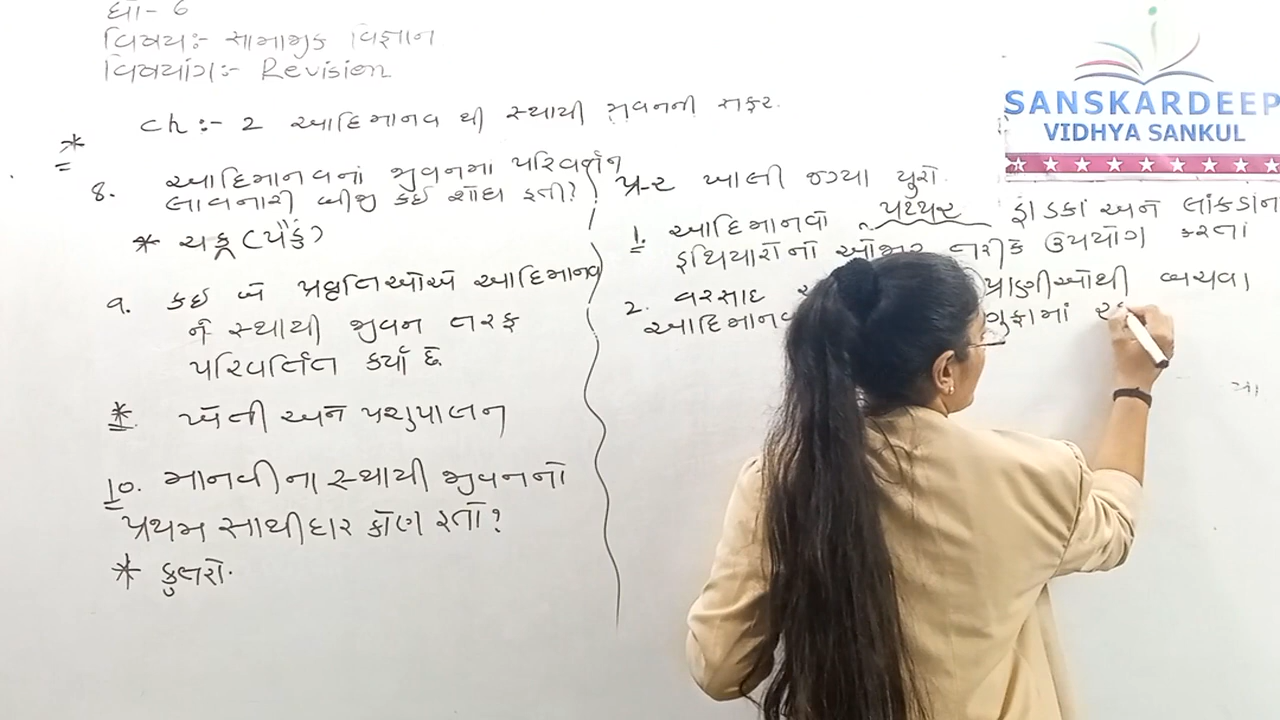 ધો- 6
વિષય:- સામાજીક વિજ્ઞાન
વિષયાંગ:- Revision
ch:- 2 આદિમાનવ થી સ્થાયી જીવનની સફર.
8. આદિમાનવનાં જીવનમાં પરિવર્તન
લાવનારી બીજી કઈ શોધ હતી?
* ચક્ર (પૈડું)
૧. કઈ બે પ્રવૃત્તિઓએ આદિમાનવ
ને સ્થાયી જીવન તરફ
પરિવર્તિત કર્યો છે
* ખેતી અને પશુપાલન
10. માનવીના સ્થાયી જીવનનો
પ્રથમ સાથીદાર કોણ હતો?
* કુતરો.
પ્ર-ર ખાલી જગ્યા પુરો.
1. આદિમાનવો પથ્થર હાડકાં અને લાંકડાંન
હથિયારોનો ઓજાર તરીકે ઉપયોગ કરતાં
2. વરસાદ પ્રાણીઓથી બચવા
આદિમાનવ ગુફામાં
SANSKARDEEP
VIDHYA SANKUL